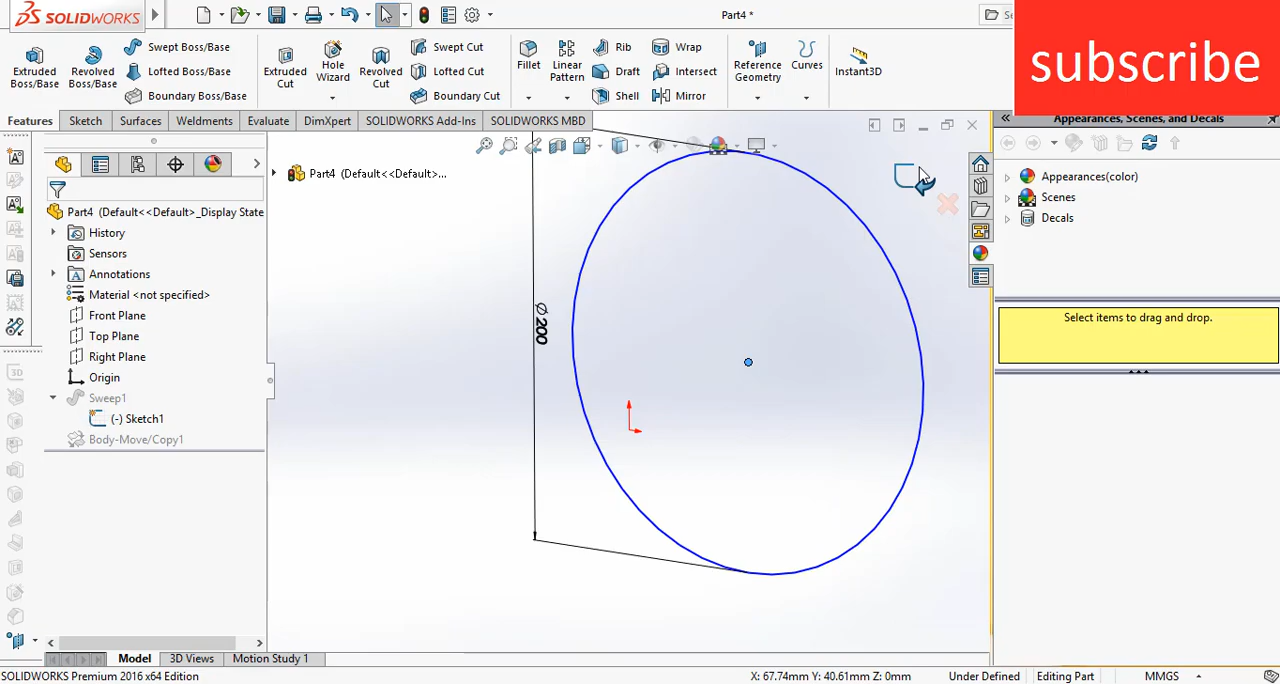 SOLIDWORKS
Part4 *
subscribe
Extruded Boss/Base
Revolved Boss/Base
Swept Boss/Base
Lofted Boss/Base
Boundary Boss/Base
Extruded Cut
Hole Wizard
Revolved Cut
Swept Cut
Lofted Cut
Boundary Cut
Fillet
Linear Pattern
Rib
Draft
Shell
Wrap
Intersect
Mirror
Reference Geometry
Curves
Instant3D
Features
Sketch
Surfaces
Weldments
Evaluate
DimXpert
SOLIDWORKS Add-Ins
SOLIDWORKS MBD
Part4 (Default<<Default>...
Part4 (Default<<Default>_Display State
History
Sensors
Annotations
Material <not specified>
Front Plane
Top Plane
Right Plane
Origin
Sweep1
(-) Sketch1
Body-Move/Copy1
∅200
Appearances, Scenes, and Decals
Appearances(color)
Scenes
Decals
Select items to drag and drop.
Model
3D Views
Motion Study 1
SOLIDWORKS Premium 2016 x64 Edition
X: 67.74mm Y: 40.61mm Z: 0mm
Under Defined
Editing Part
MMGS